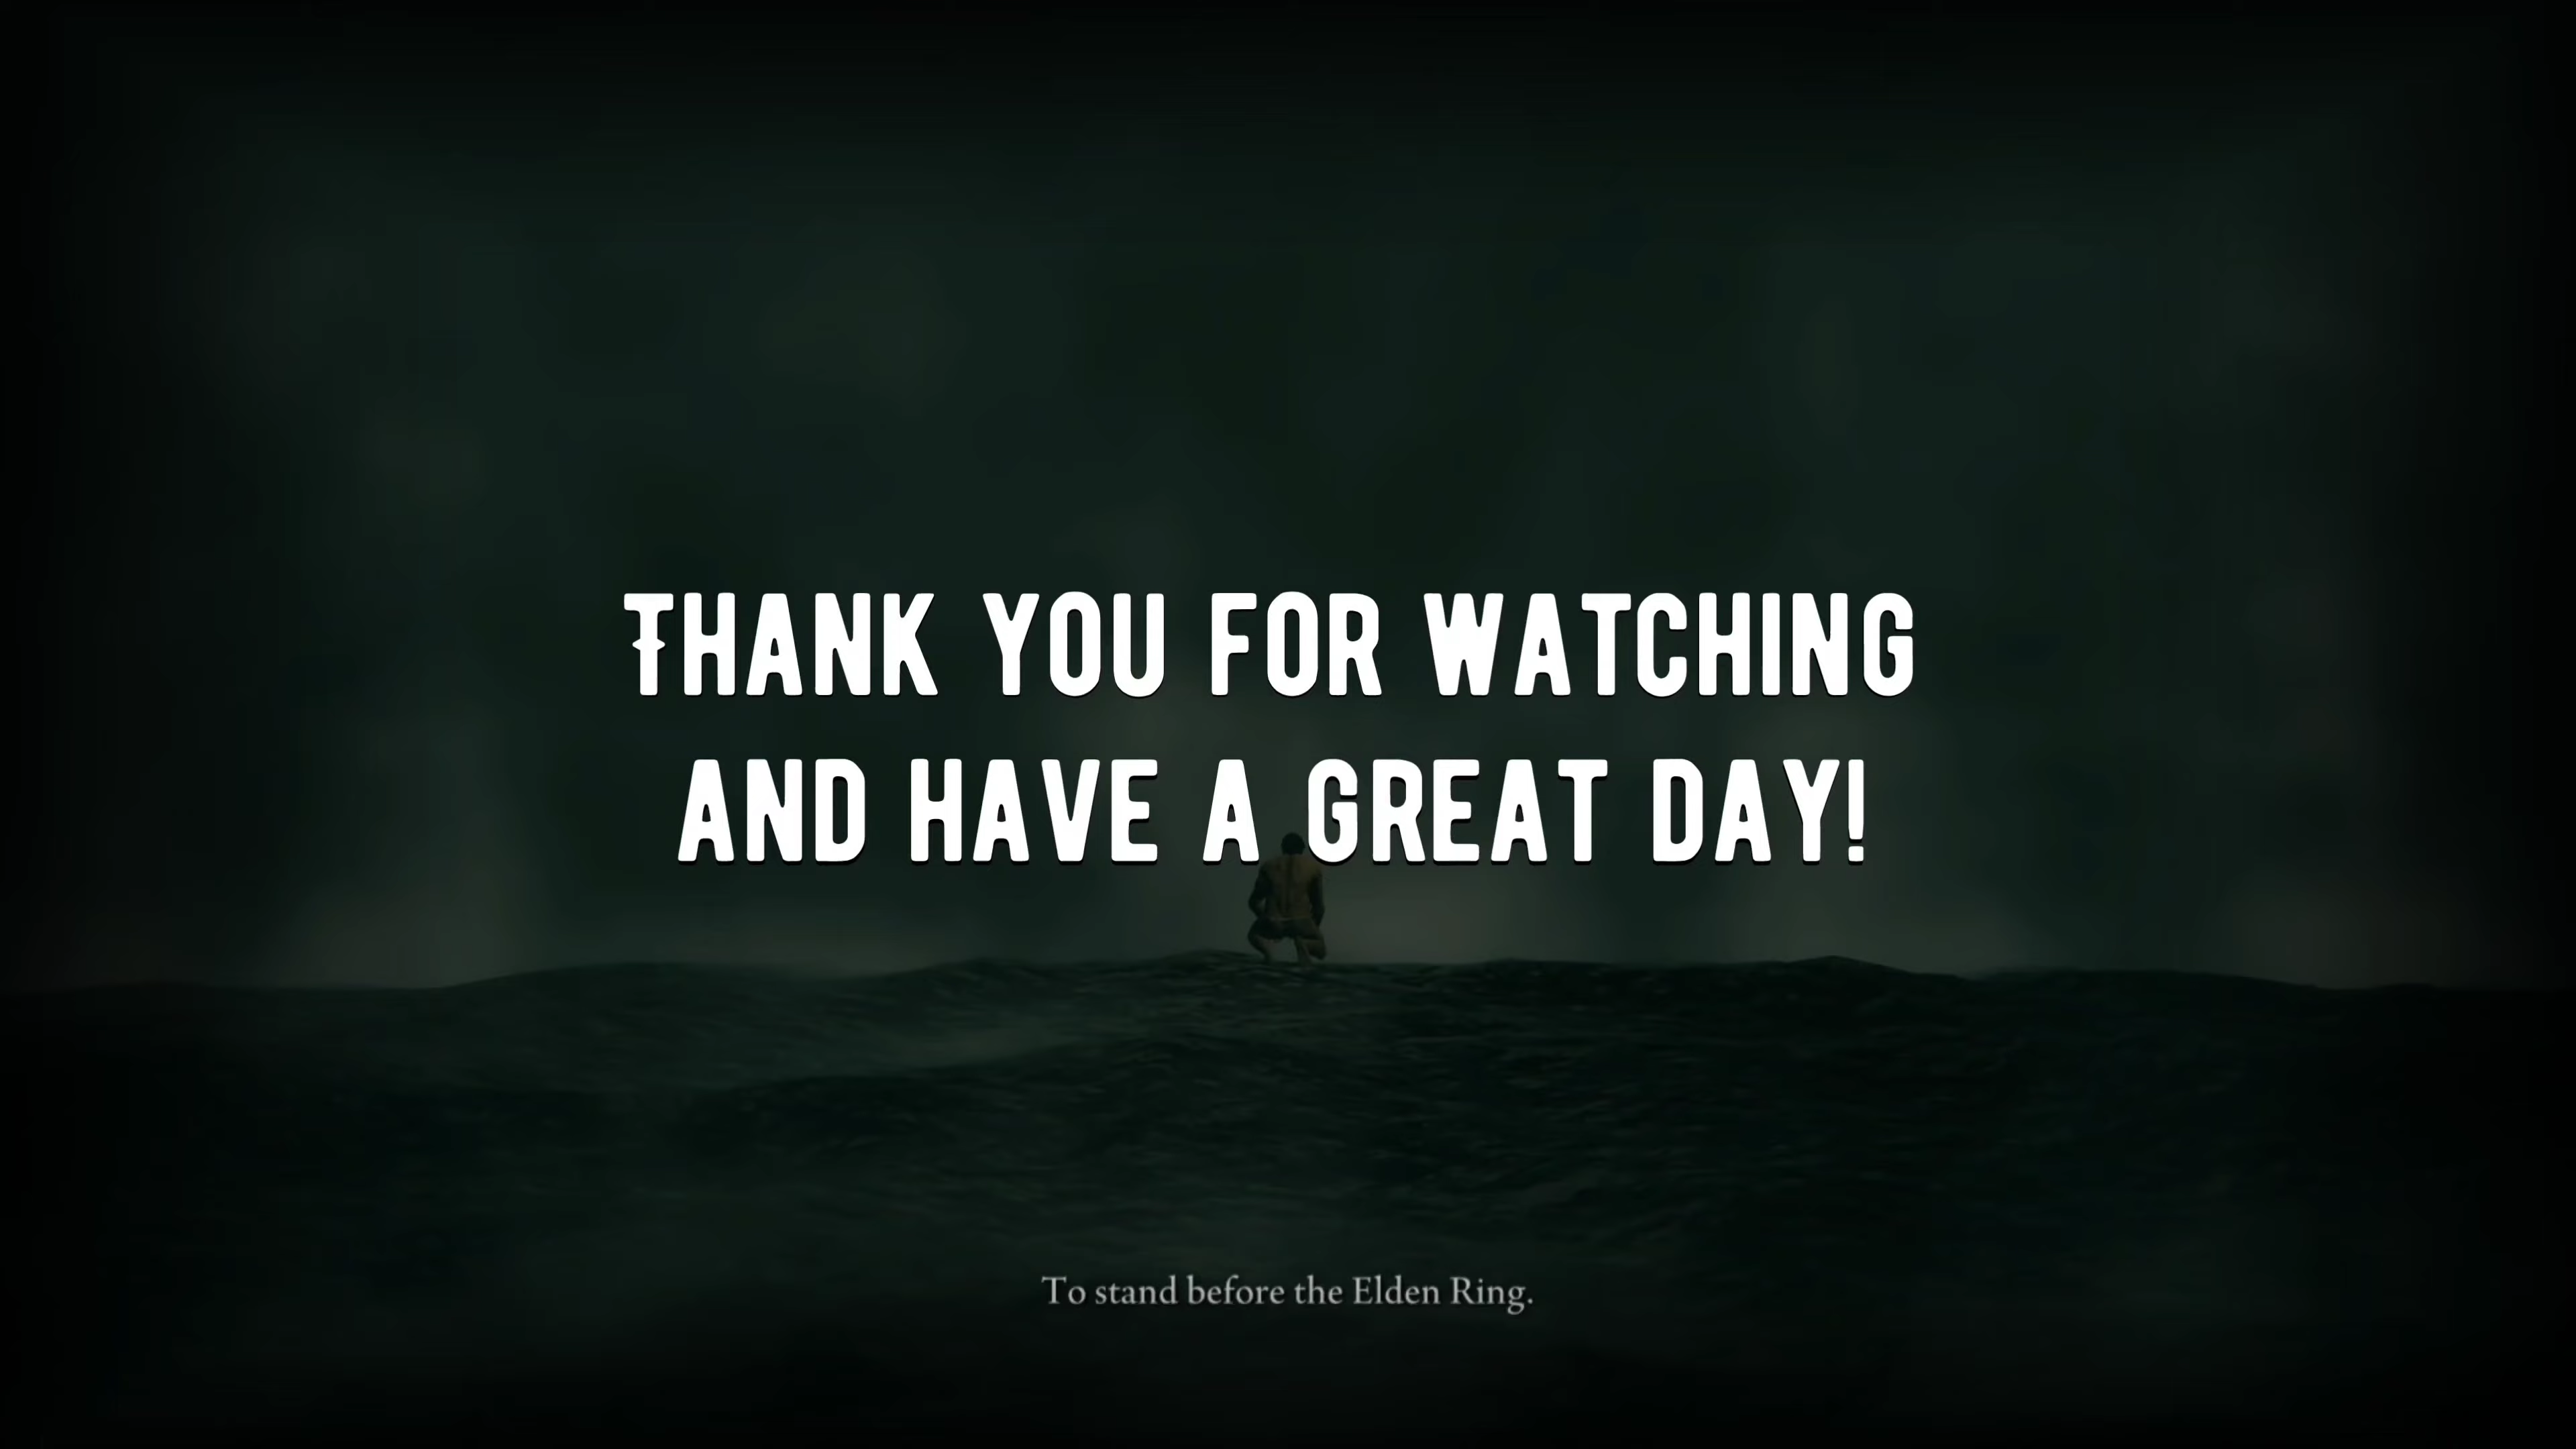 THANK YOU FOR WATCHING
AND HAVE A GREAT DAY!
To stand before the Elden Ring.